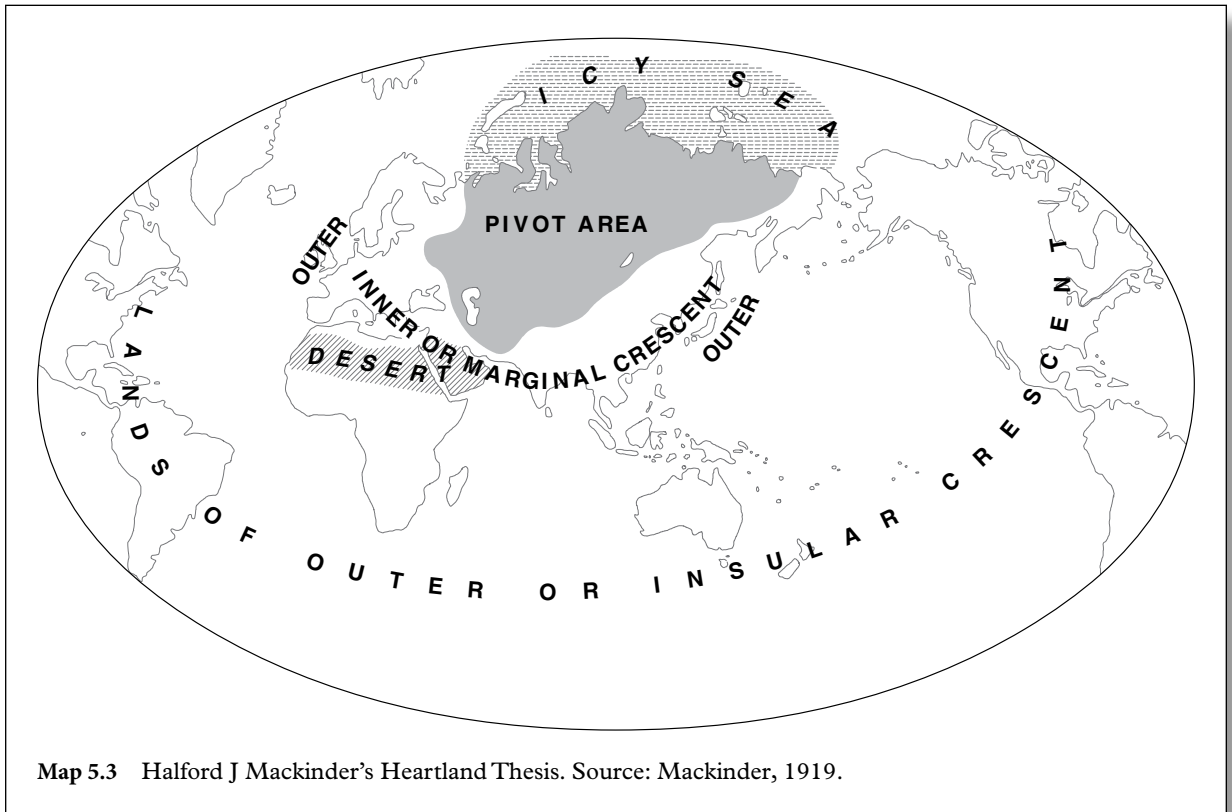 ICY SEA
PIVOT AREA
OUTER
INNER OR MARGINAL CRESCENT
OUTER
DESERT
LANDS OF OUTER OR INSULAR CRESCENT
Map 5.3 Halford J Mackinder's Heartland Thesis. Source: Mackinder, 1919.